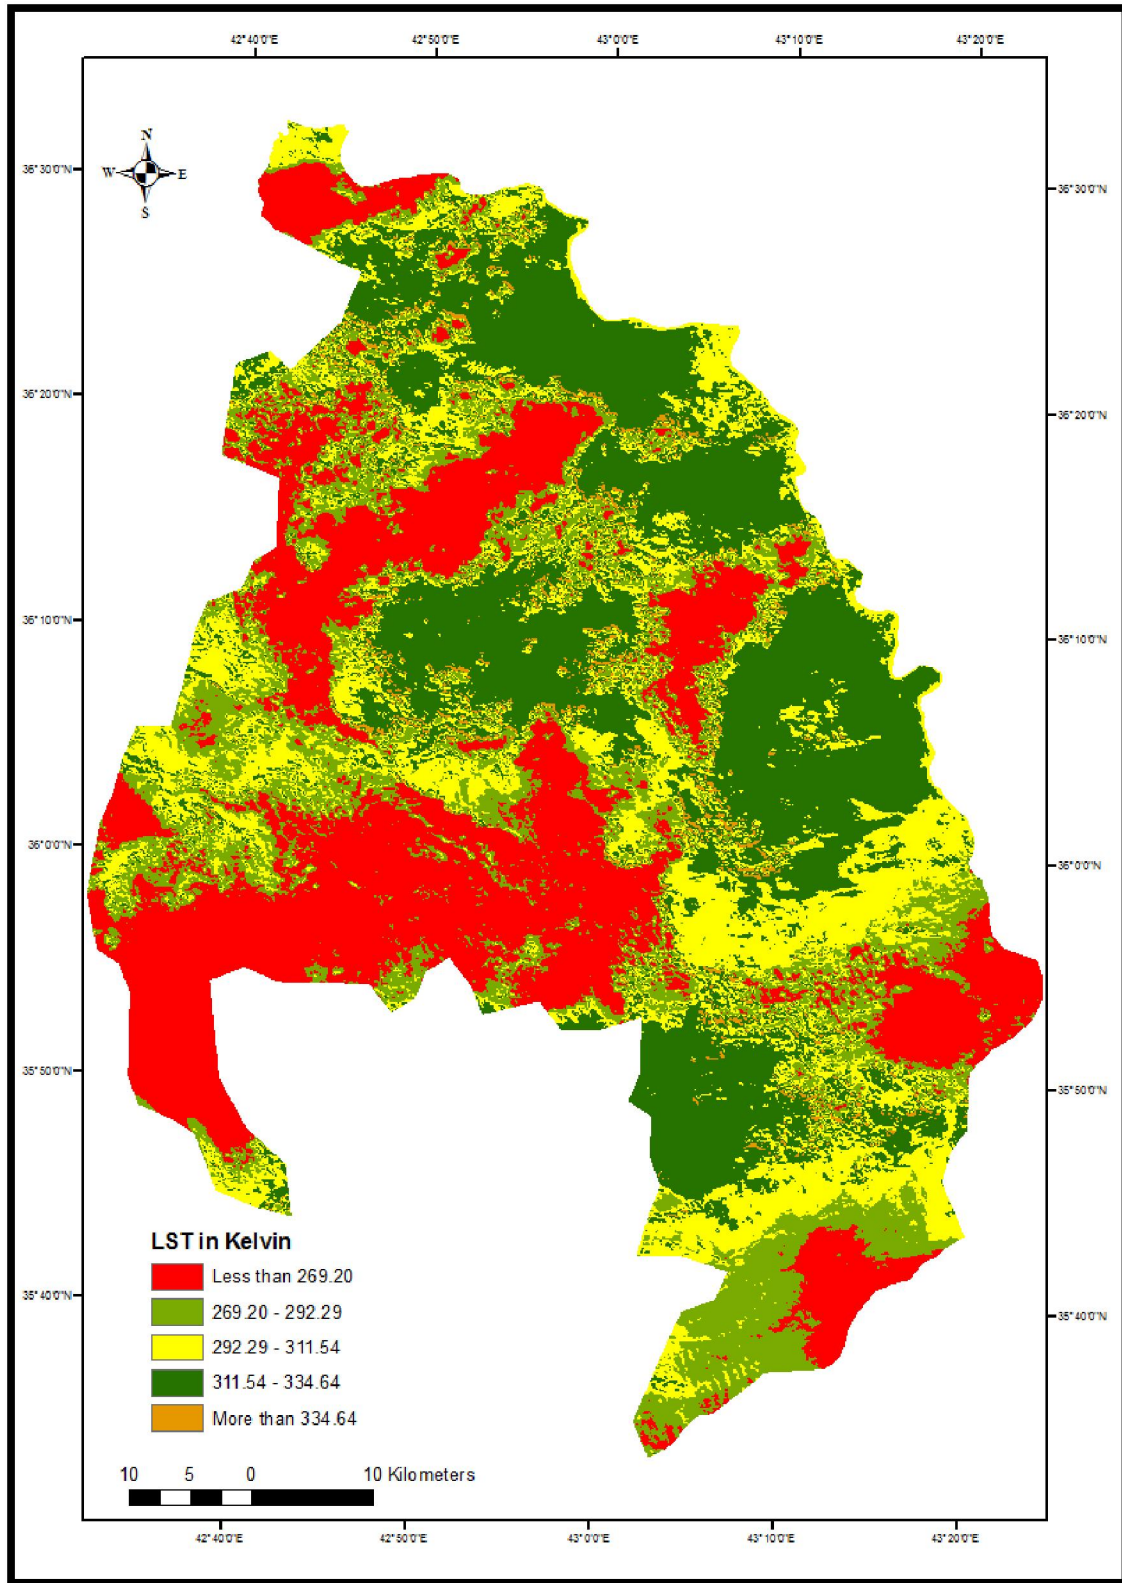 42°40'0"E 42°50'0"E 43°0'0"E 43°10'0"E 43°20'0"E
N
W E
S
36°30'0"N 36°30'0"N
36°20'0"N 36°20'0"N
36°10'0"N 36°10'0"N
36°0'0"N 36°0'0"N
35°50'0"N 35°50'0"N
35°40'0"N 35°40'0"N
LST in Kelvin
Less than 269.20
269.20 - 292.29
292.29 - 311.54
311.54 - 334.64
More than 334.64
10 5 0 10 Kilometers
42°40'0"E 42°50'0"E 43°0'0"E 43°10'0"E 43°20'0"E